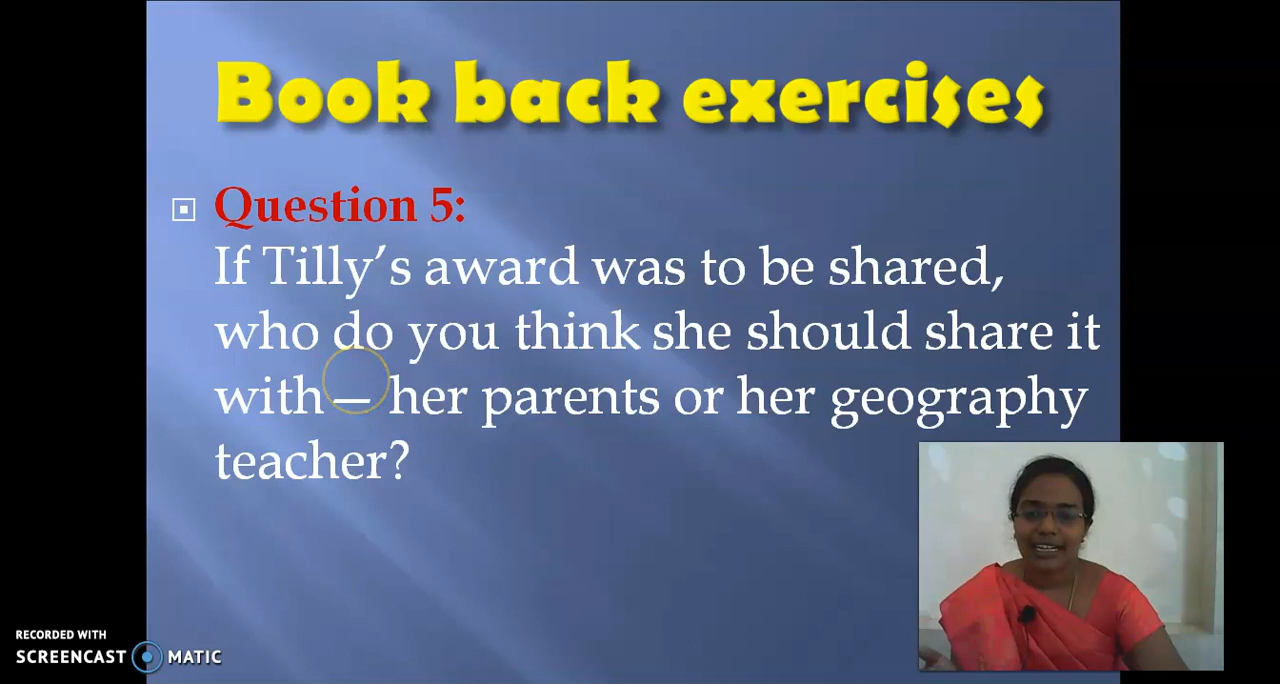 Book back exercises
Question 5:
If Tilly’s award was to be shared,
who do you think she should share it
with— her parents or her geography
teacher?
RECORDED WITH
SCREENCAST MATIC